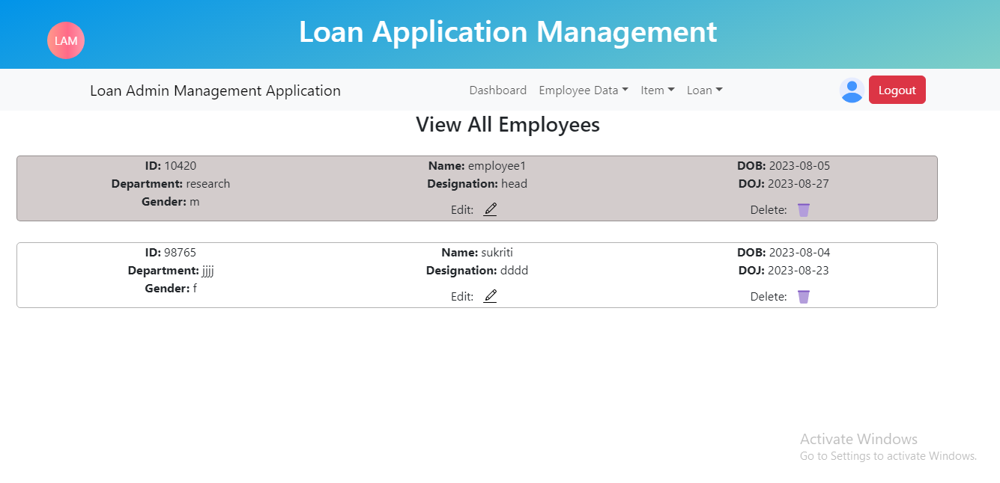 LAM
Loan Application Management
Loan Admin Management Application
Dashboard Employee Data Item Loan
Logout
View All Employees
ID: 10420 Name: employee1 DOB: 2023-08-05
Department: research Designation: head DOJ: 2023-08-27
Gender: m
Edit: Delete:
ID: 98765 Name: sukriti DOB: 2023-08-04
Department: jjjj Designation: dddd DOJ: 2023-08-23
Gender: f
Edit: Delete:
Activate Windows
Go to Settings to activate Windows.